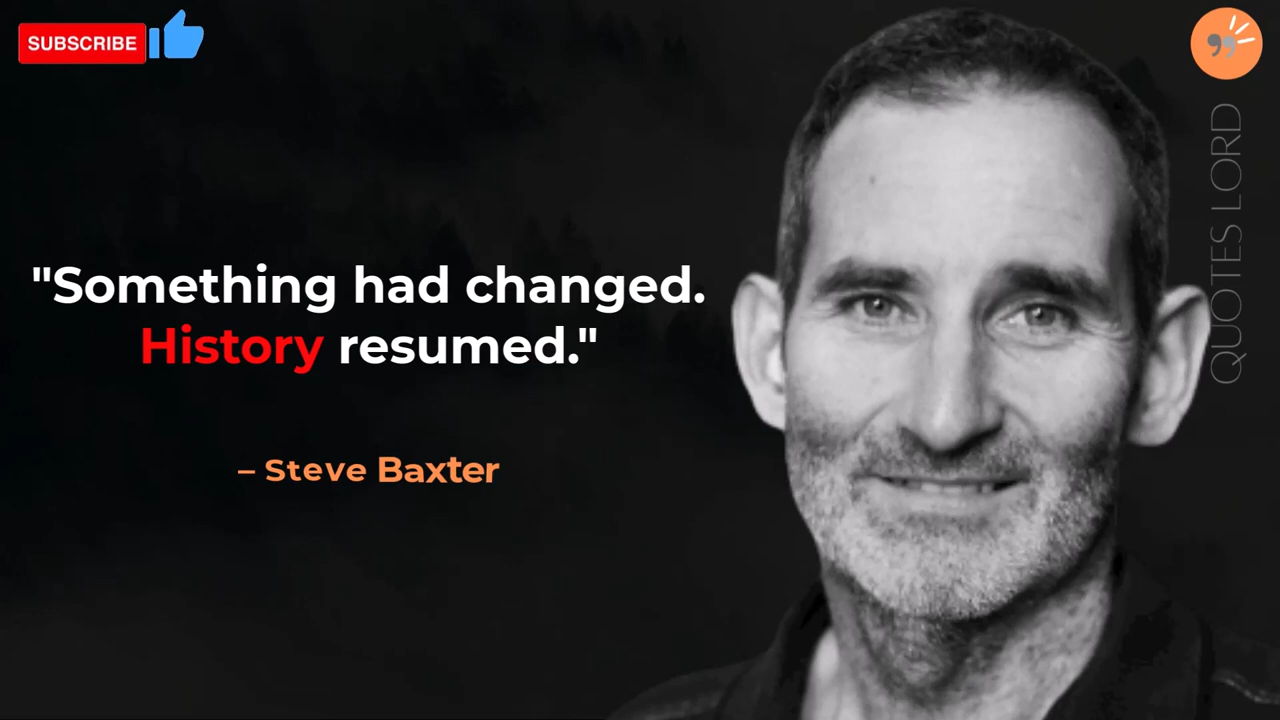 SUBSCRIBE
"Something had changed.
History resumed."
– Steve Baxter
QUOTES LORD